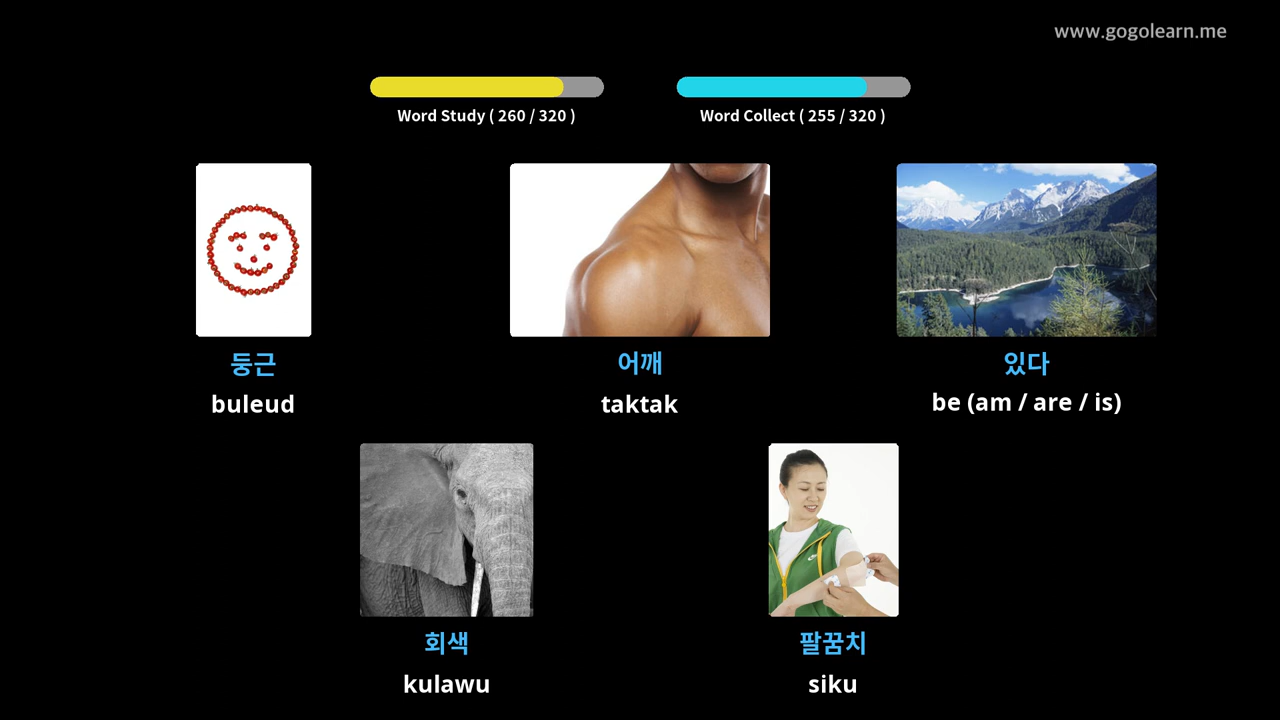 www.gogolearn.me
Word Study ( 260 / 320 )
Word Collect ( 255 / 320 )
둥근
buleud
어깨
taktak
있다
be (am / are / is)
회색
kulawu
팔꿈치
siku